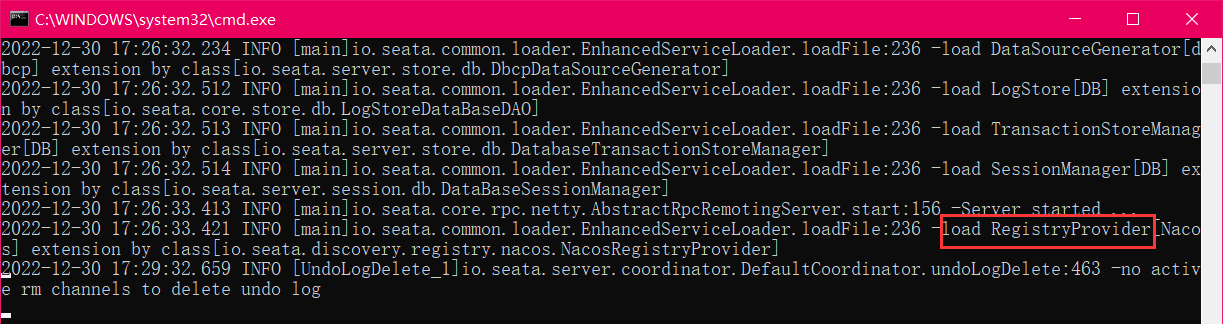 C:\WINDOWS\system32\cmd.exe
2022-12-30 17:26:32.234 INFO [main]io.seata.common.loader.EnhancedServiceLoader.loadFile:236 -load DataSourceGenerator[d
bcp] extension by class[io.seata.server.store.db.DbcpDataSourceGenerator]
2022-12-30 17:26:32.512 INFO [main]io.seata.common.loader.EnhancedServiceLoader.loadFile:236 -load LogStore[DB] extensio
n by class[io.seata.core.store.db.LogStoreDataBaseDAO]
2022-12-30 17:26:32.513 INFO [main]io.seata.common.loader.EnhancedServiceLoader.loadFile:236 -load TransactionStoreManag
er[DB] extension by class[io.seata.server.store.db.DatabaseTransactionStoreManager]
2022-12-30 17:26:32.514 INFO [main]io.seata.common.loader.EnhancedServiceLoader.loadFile:236 -load SessionManager[DB] ex
tension by class[io.seata.server.session.db.DataBaseSessionManager]
2022-12-30 17:26:33.413 INFO [main]io.seata.core.rpc.netty.AbstractRpcRemotingServer.start:156 -Server started ...
2022-12-30 17:26:33.421 INFO [main]io.seata.common.loader.EnhancedServiceLoader.loadFile:236 -load RegistryProvider[Naco
s] extension by class[io.seata.discovery.registry.nacos.NacosRegistryProvider]
2022-12-30 17:29:32.659 INFO [UndoLogDelete_1]io.seata.server.coordinator.DefaultCoordinator.undoLogDelete:463 -no activ
e rm channels to delete undo log